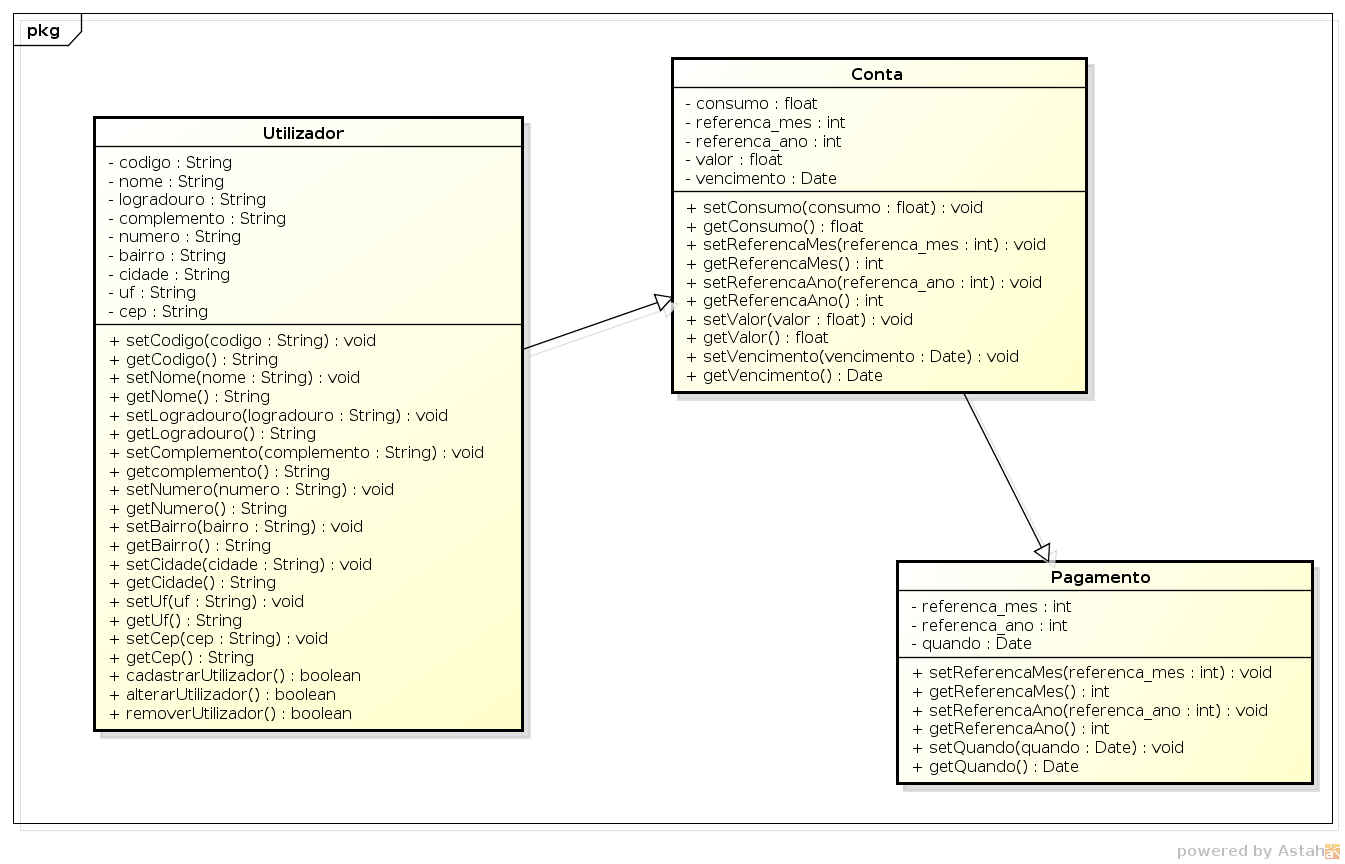 pkg
Utilizador
- codigo : String
- nome : String
- logradouro : String
- complemento : String
- numero : String
- bairro : String
- cidade : String
- uf : String
- cep : String
+ setCodigo(codigo : String) : void
+ getCodigo() : String
+ setNome(nome : String) : void
+ getNome() : String
+ setLogradouro(logradouro : String) : void
+ getLogradouro() : String
+ setComplemento(complemento : String) : void
+ getcomplemento() : String
+ setNumero(numero : String) : void
+ getNumero() : String
+ setBairro(bairro : String) : void
+ getBairro() : String
+ setCidade(cidade : String) : void
+ getCidade() : String
+ setUf(uf : String) : void
+ getUf() : String
+ setCep(cep : String) : void
+ getCep() : String
+ cadastrarUtilizador() : boolean
+ alterarUtilizador() : boolean
+ removerUtilizador() : boolean
Conta
- consumo : float
- referenca_mes : int
- referenca_ano : int
- valor : float
- vencimento : Date
+ setConsumo(consumo : float) : void
+ getConsumo() : float
+ setReferencaMes(referenca_mes : int) : void
+ getReferencaMes() : int
+ setReferencaAno(referenca_ano : int) : void
+ getReferencaAno() : int
+ setValor(valor : float) : void
+ getValor() : float
+ setVencimento(vencimento : Date) : void
+ getVencimento() : Date
Pagamento
- referenca_mes : int
- referenca_ano : int
- quando : Date
+ setReferencaMes(referenca_mes : int) : void
+ getReferencaMes() : int
+ setReferencaAno(referenca_ano : int) : void
+ getReferencaAno() : int
+ setQuando(quando : Date) : void
+ getQuando() : Date
powered by Astah